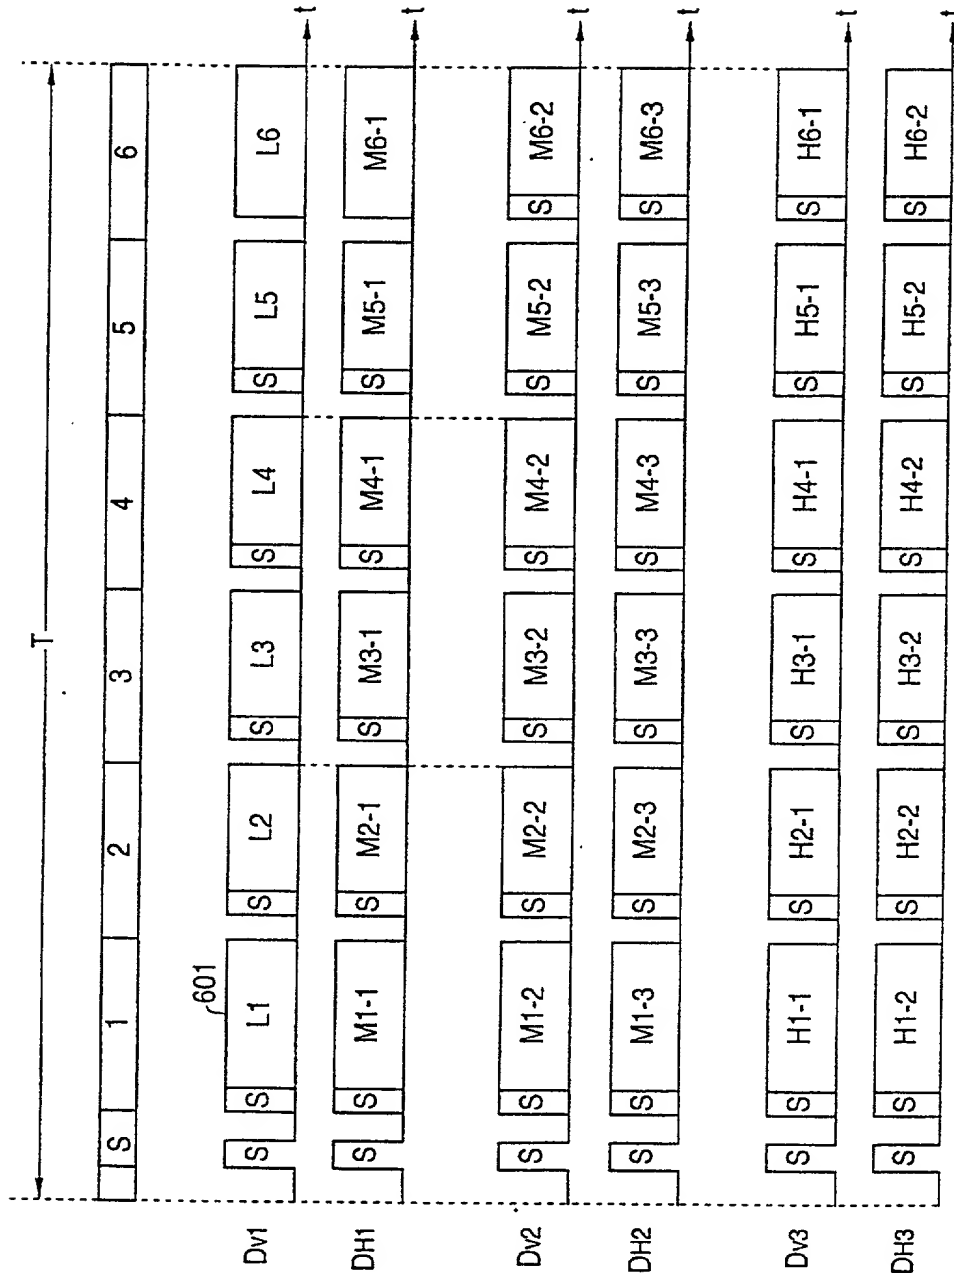 T
S 1 2 3 4 5 6
601
Dv1 S S L1 S L2 S L3 S L4 S L5 L6 t
DH1 S S M1-1 S M2-1 S M3-1 S M4-1 S M5-1 M6-1 t
Dv2 S S M1-2 S M2-2 S M3-2 S M4-2 S M5-2 S M6-2 t
DH2 S S M1-3 S M2-3 S M3-3 S M4-3 S M5-3 S M6-3 t
Dv3 S S H1-1 S H2-1 S H3-1 S H4-1 S H5-1 S H6-1 t
DH3 S S H1-2 S H2-2 S H3-2 S H4-2 S H5-2 S H6-2 t